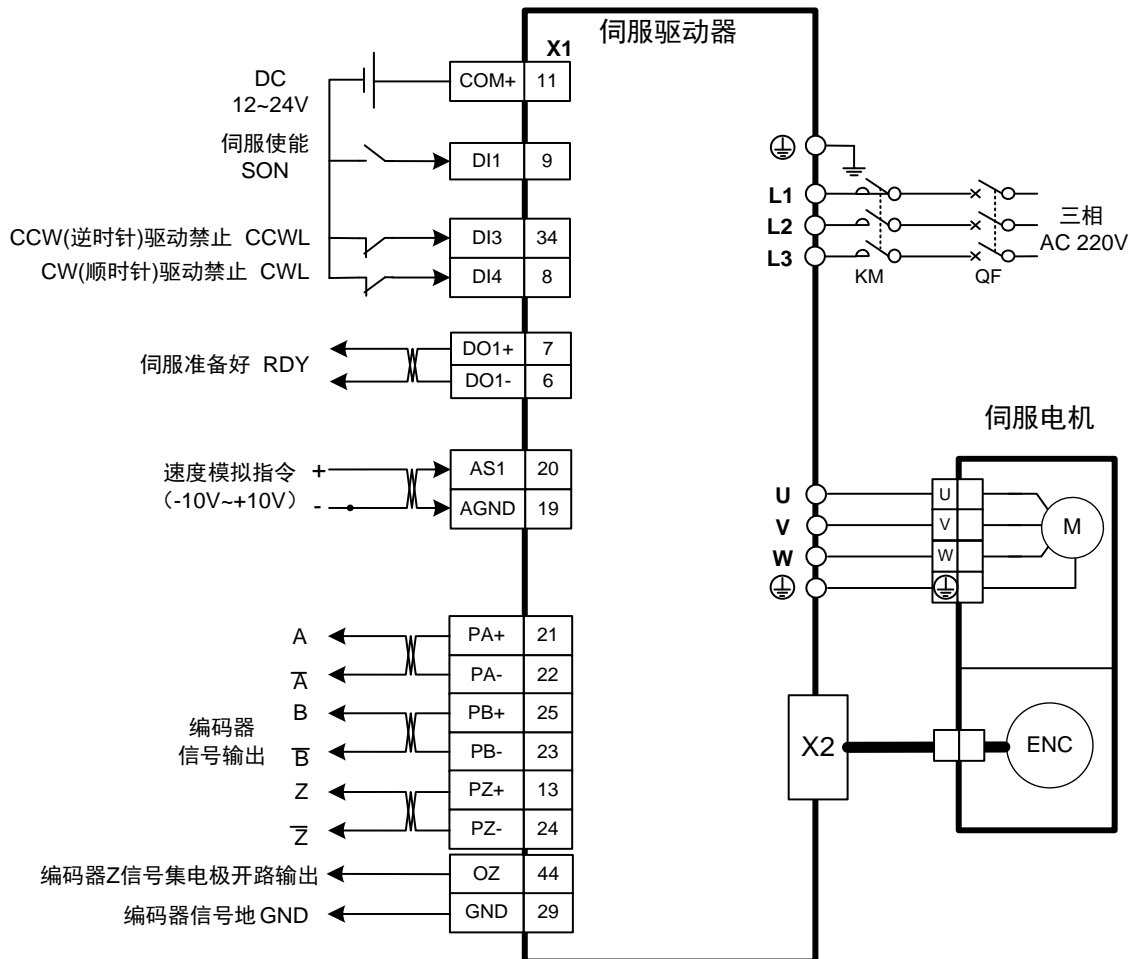 伺服驱动器
X1
DC
12~24V
COM+ 11
伺服使能
SON
DI1 9
CCW(逆时针)驱动禁止 CCWL
DI3 34
CW(顺时针)驱动禁止 CWL
DI4 8
伺服准备好 RDY
DO1+ 7
DO1- 6
速度模拟指令 +
（-10V~+10V） -
AS1 20
AGND 19
A
PA+ 21
A̅
PA- 22
编码器
信号输出
B
PB+ 25
B̅
PB- 23
Z
PZ+ 13
Z̅
PZ- 24
编码器Z信号集电极开路输出
OZ 44
编码器信号地 GND
GND 29
L1
L2
L3
KM
QF
三相
AC 220V
伺服电机
U
V
W
U
V
W
M
X2
ENC